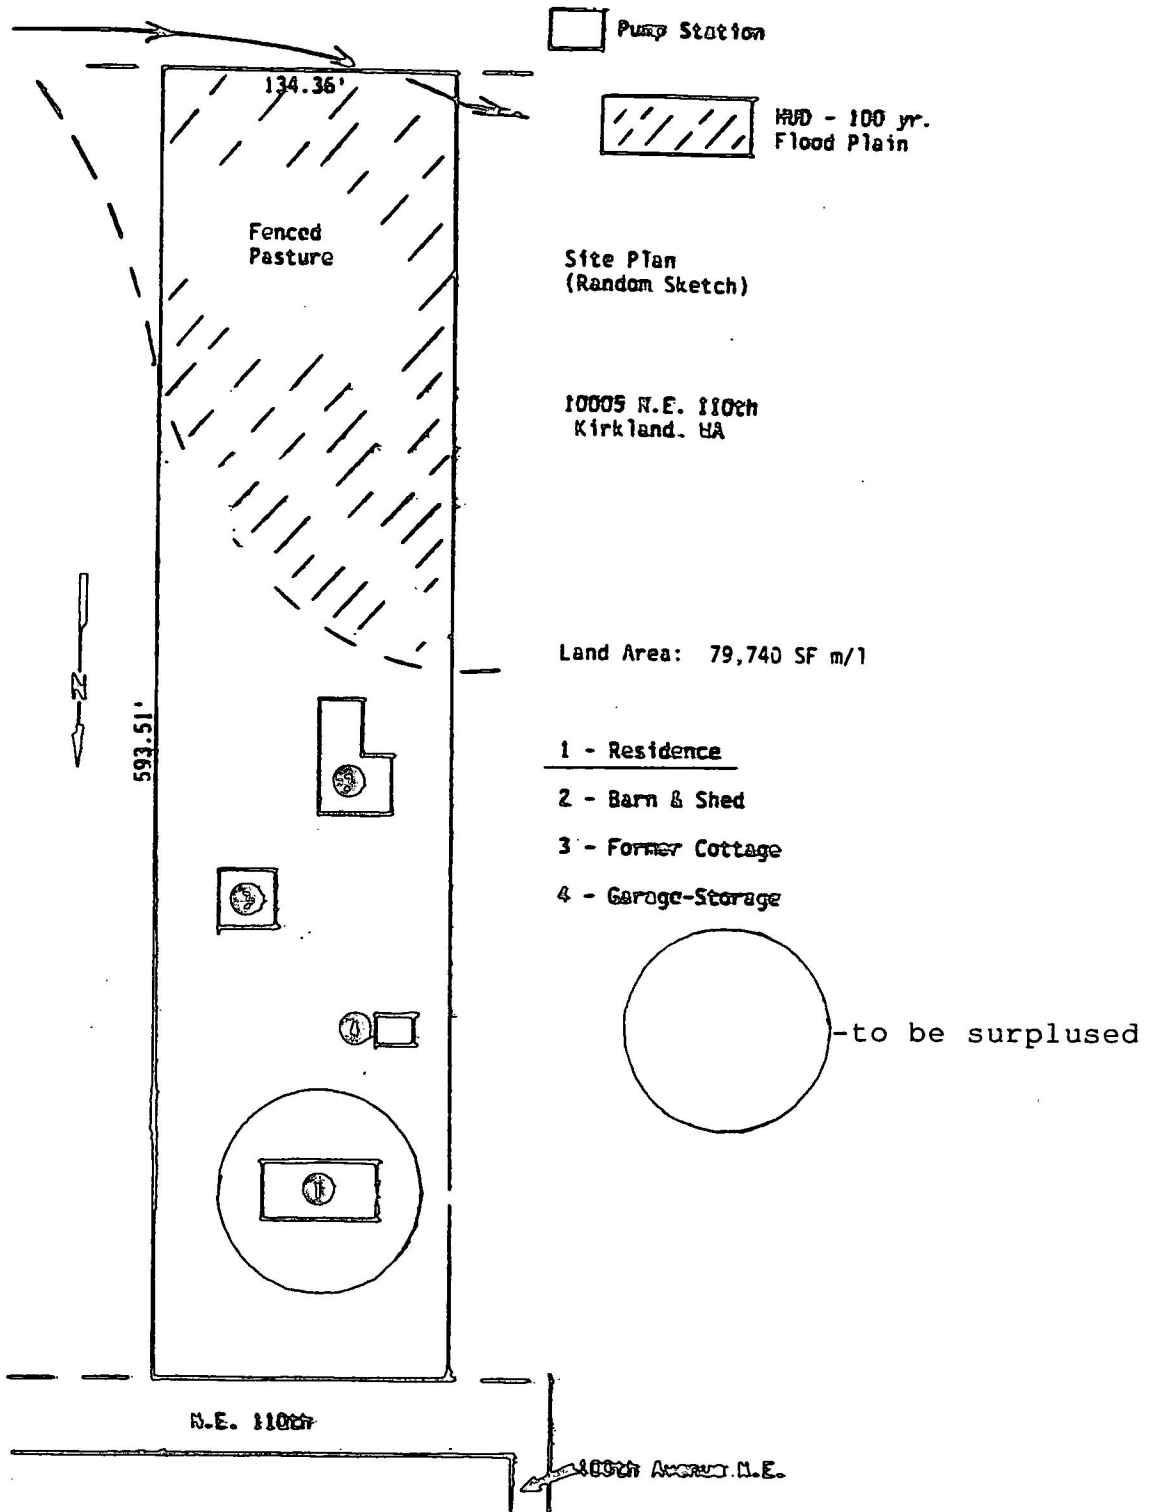 Pump Station
134.36'
HUD - 100 yr.
Flood Plain
Fenced
Pasture
Site Plan
(Random Sketch)
10005 N.E. 110th
Kirkland. WA
N
593.51'
Land Area: 79,740 SF m/l
1 - Residence
2 - Barn & Shed
3 - Former Cottage
4 - Garage-Storage
-to be surplused
1
N.E. 110th
100th Avenue N.E.